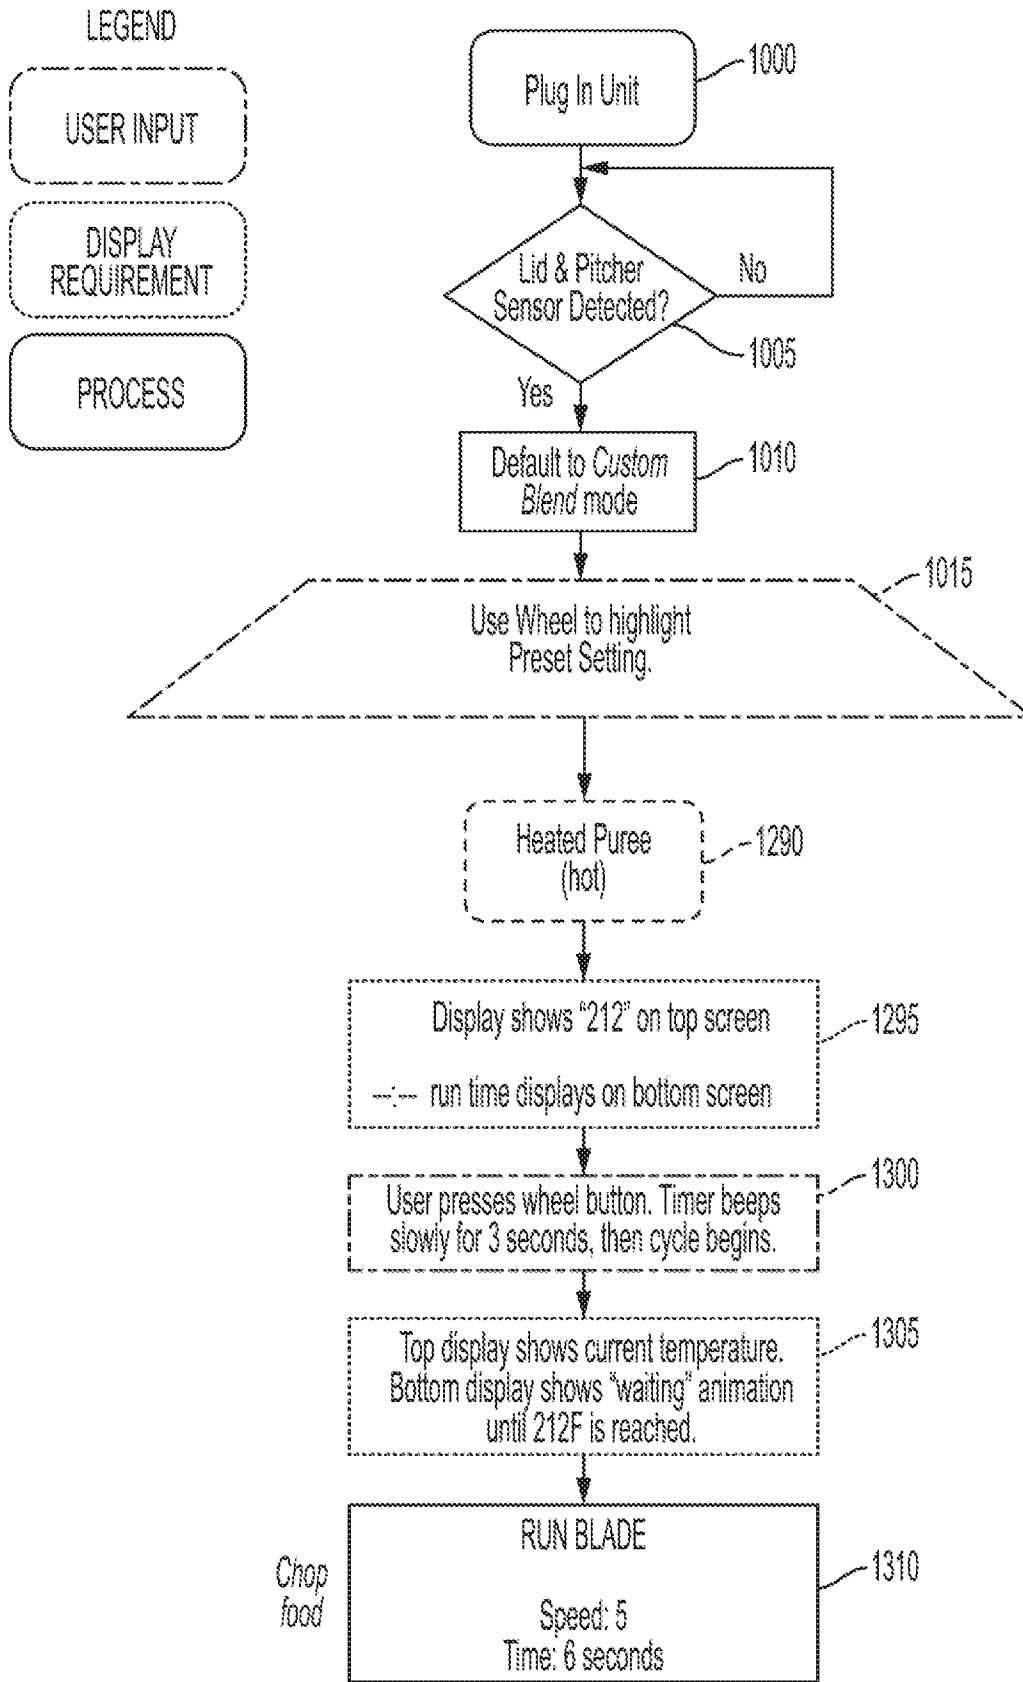 LEGEND
USER INPUT
DISPLAY
REQUIREMENT
PROCESS
Plug In Unit
1000
Lid & Pitcher
Sensor Detected?
No
1005
Yes
Default to Custom
Blend mode
1010
Use Wheel to highlight
Preset Setting.
1015
Heated Puree
(hot)
1290
Display shows "212" on top screen
--:-- run time displays on bottom screen
1295
User presses wheel button. Timer beeps
slowly for 3 seconds, then cycle begins.
1300
Top display shows current temperature.
Bottom display shows "waiting" animation
until 212F is reached.
1305
Chop
food
RUN BLADE
Speed: 5
Time: 6 seconds
1310